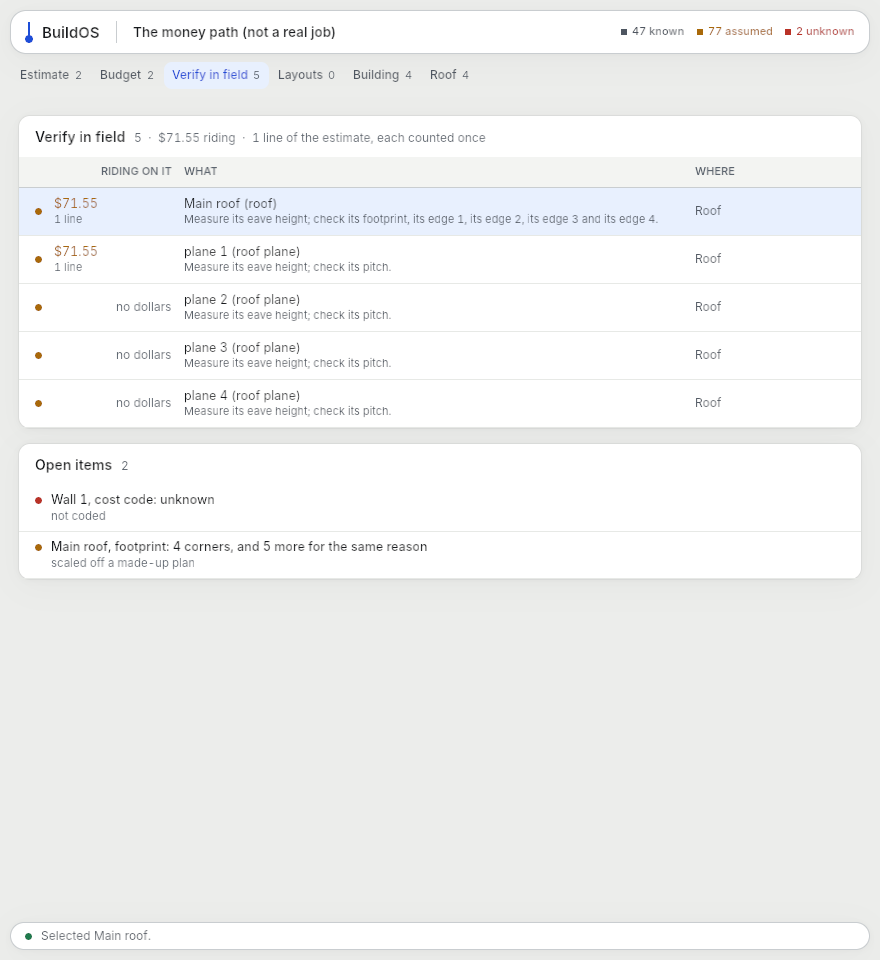 BuildOS
The money path (not a real job)
47 known
77 assumed
2 unknown
Estimate 2
Budget 2
Verify in field 5
Layouts 0
Building 4
Roof 4
Verify in field 5 · $71.55 riding · 1 line of the estimate, each counted once
RIDING ON IT WHAT WHERE
$71.55
1 line
Main roof (roof)
Measure its eave height; check its footprint, its edge 1, its edge 2, its edge 3 and its edge 4.
Roof
$71.55
1 line
plane 1 (roof plane)
Measure its eave height; check its pitch.
Roof
no dollars
plane 2 (roof plane)
Measure its eave height; check its pitch.
Roof
no dollars
plane 3 (roof plane)
Measure its eave height; check its pitch.
Roof
no dollars
plane 4 (roof plane)
Measure its eave height; check its pitch.
Roof
Open items 2
Wall 1, cost code: unknown
not coded
Main roof, footprint: 4 corners, and 5 more for the same reason
scaled off a made-up plan
Selected Main roof.